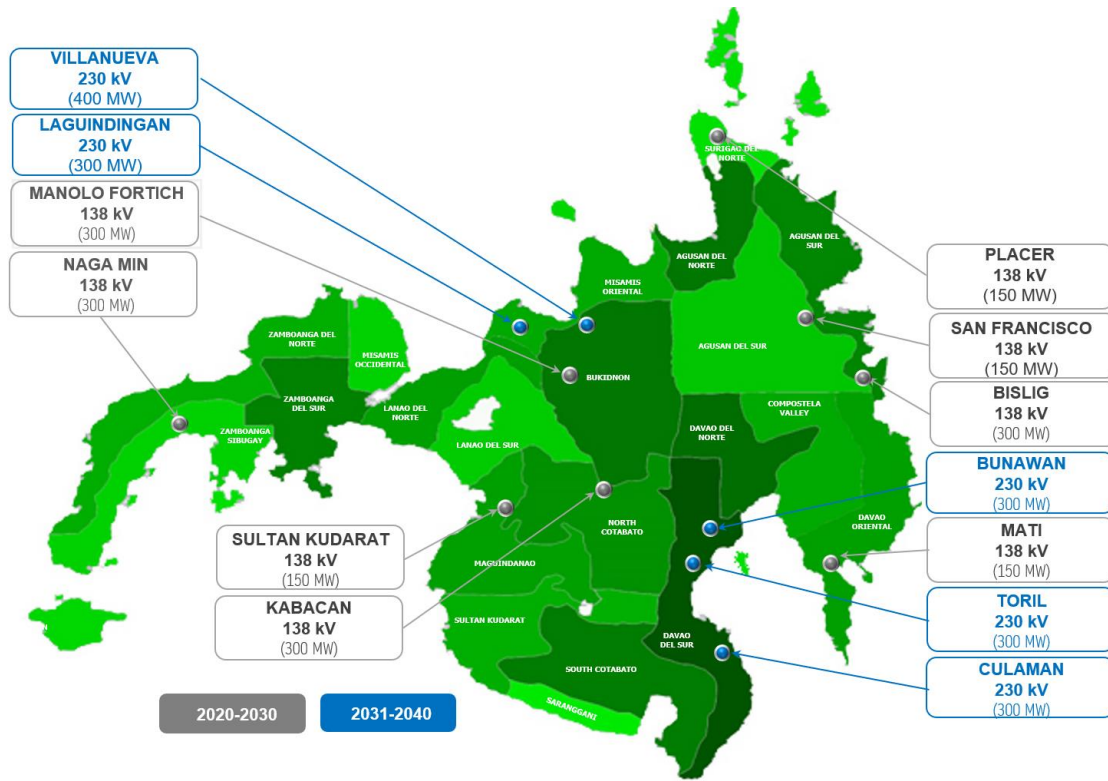 VILLANUEVA
230 kV
(400 MW)
LAGUINDINGAN
230 kV
(300 MW)
MANOLO FORTICH
138 kV
(300 MW)
NAGA MIN
138 kV
(300 MW)
SULTAN KUDARAT
138 kV
(150 MW)
KABACAN
138 kV
(300 MW)
PLACER
138 kV
(150 MW)
SAN FRANCISCO
138 kV
(150 MW)
BISLIG
138 kV
(300 MW)
BUNAWAN
230 kV
(300 MW)
MATI
138 kV
(150 MW)
TORIL
230 kV
(300 MW)
CULAMAN
230 kV
(300 MW)
SURIGAO DEL
NORTE
AGUSAN DEL
SUR
AGUSAN DEL
NORTE
MISAMIS
ORIENTAL
AGUSAN DEL SUR
ZAMBOANGA DEL
NORTE
MISAMIS
OCCIDENTAL
BUKIDNON
ZAMBOANGA
DEL SUR
LANAO DEL
NORTE
COMPOSTELA
VALLEY
ZAMBOANGA
SIBUGAY
LANAO DEL SUR
DAVAO DEL
NORTE
NORTH
COTABATO
DAVAO
ORIENTAL
MAGUINDANAO
SULTAN KUDARAT
DAVAO
DEL SUR
SOUTH COTABATO
SARANGGANI
2020-2030
2031-2040